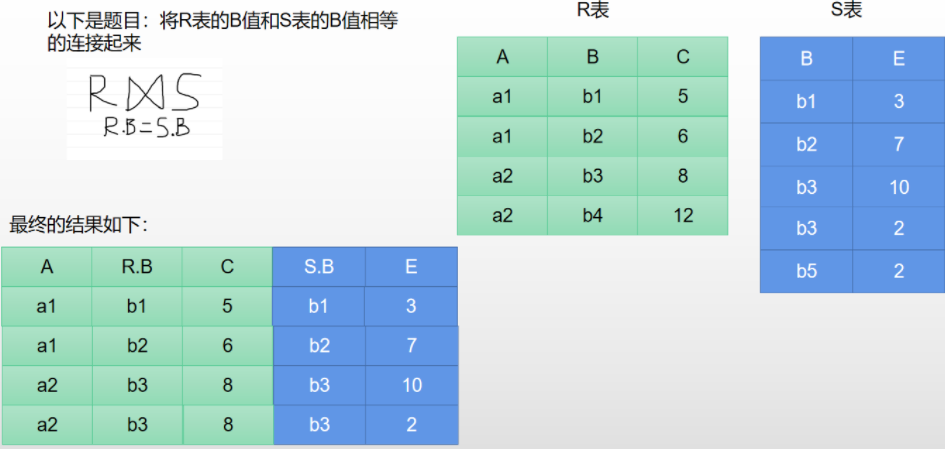 以下是题目：将R表的B值和S表的B值相等
的连接起来
R⋈S
R.B=S.B
R表
A B C
a1 b1 5
a1 b2 6
a2 b3 8
a2 b4 12
S表
B E
b1 3
b2 7
b3 10
b3 2
b5 2
最终的结果如下：
A R.B C S.B E
a1 b1 5 b1 3
a1 b2 6 b2 7
a2 b3 8 b3 10
a2 b3 8 b3 2